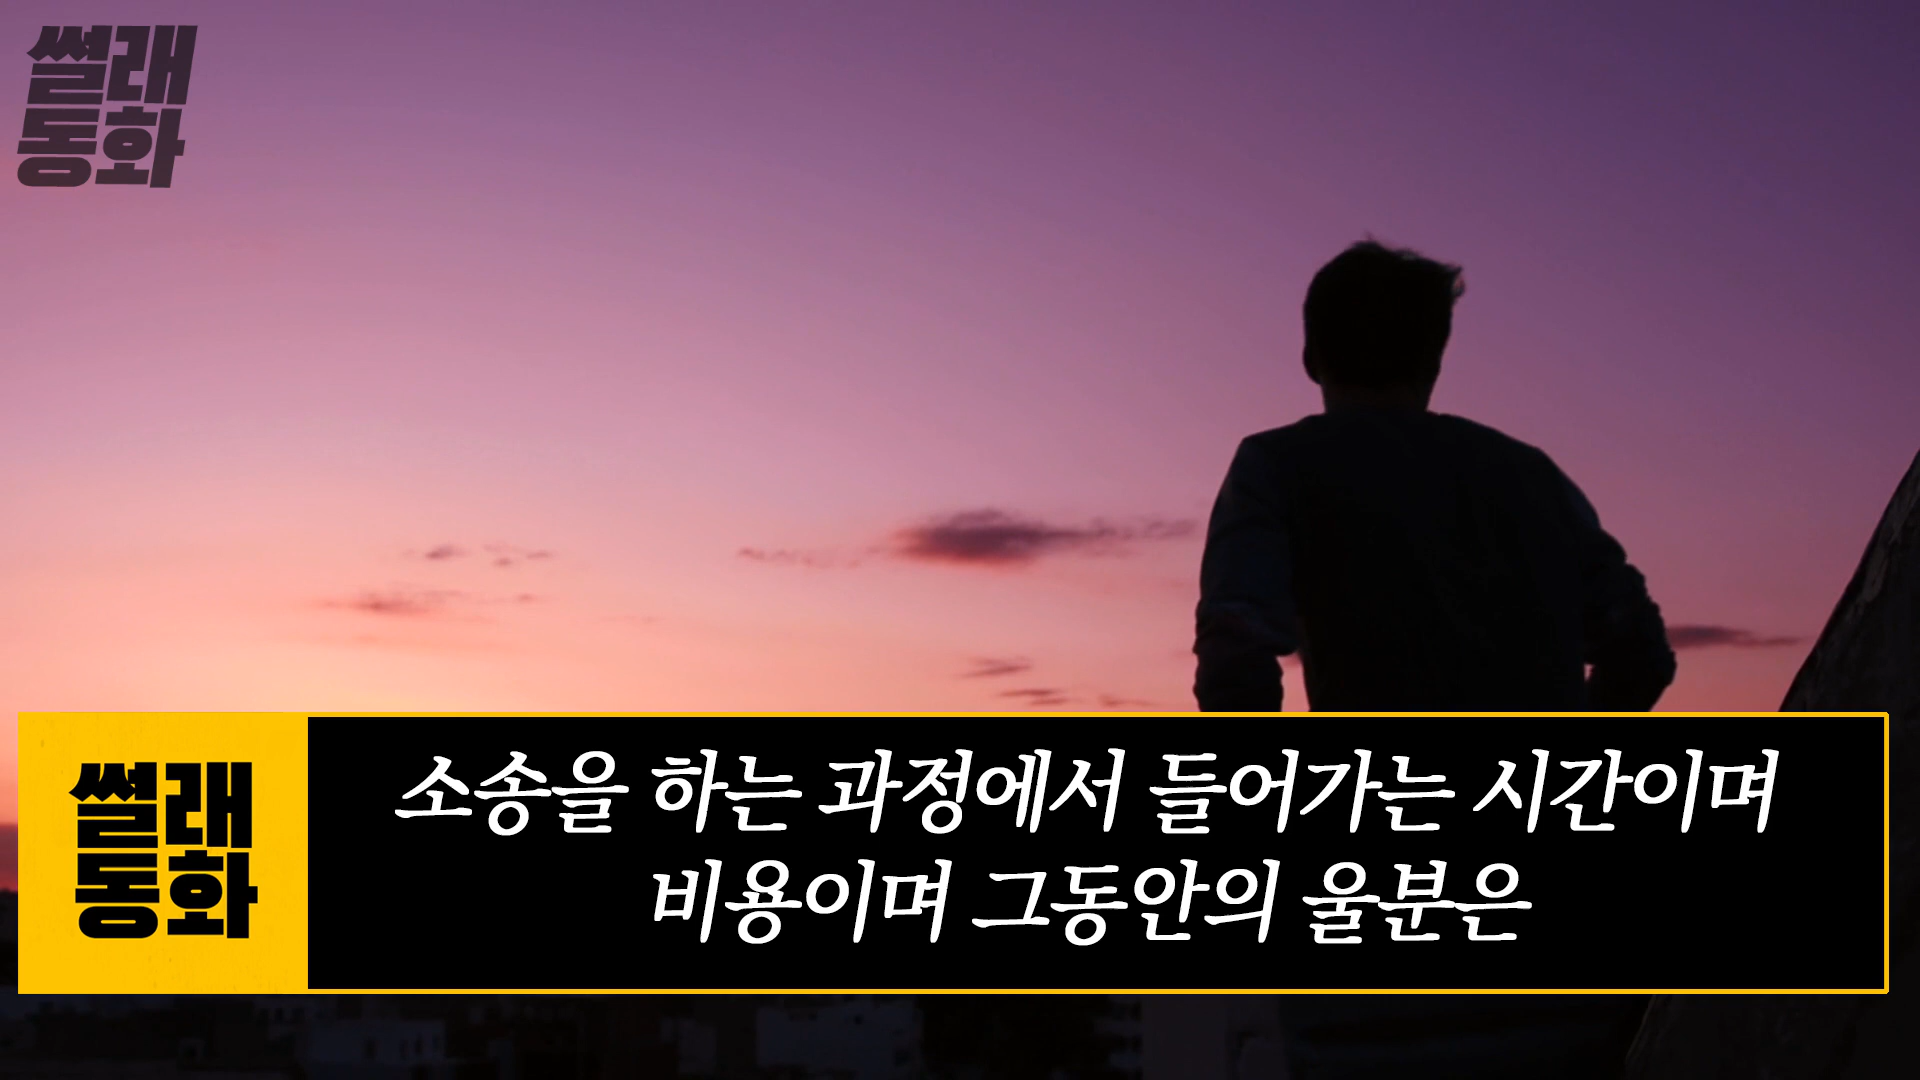 썰래
동화
썰래
동화
소송을 하는 과정에서 들어가는 시간이며
비용이며 그동안의 울분은